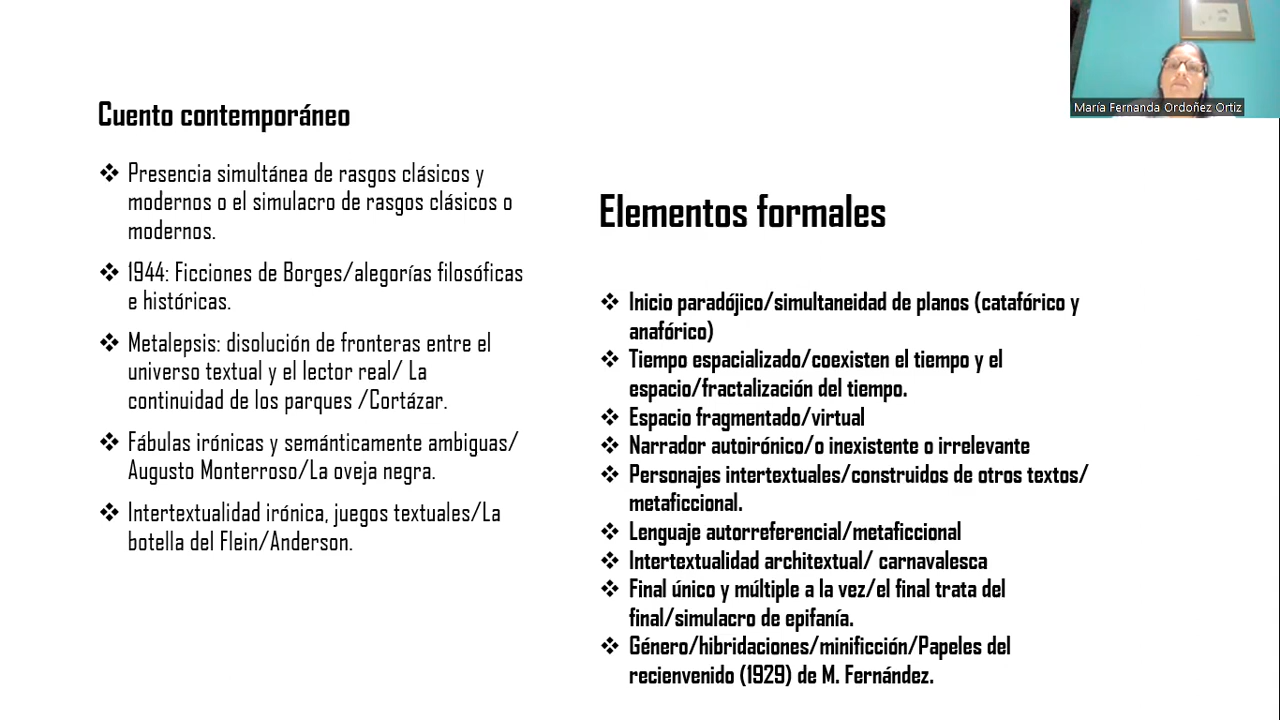 Cuento contemporáneo
❖ Presencia simultánea de rasgos clásicos y
modernos o el simulacro de rasgos clásicos o
modernos.
❖ 1944: Ficciones de Borges/alegorías filosóficas
e históricas.
❖ Metalepsis: disolución de fronteras entre el
universo textual y el lector real/ La
continuidad de los parques /Cortázar.
❖ Fábulas irónicas y semánticamente ambiguas/
Augusto Monterroso/La oveja negra.
❖ Intertextualidad irónica, juegos textuales/La
botella del Flein/Anderson.
Elementos formales
❖ Inicio paradójico/simultaneidad de planos (catafórico y
anafórico)
❖ Tiempo espacializado/coexisten el tiempo y el
espacio/fractalización del tiempo.
❖ Espacio fragmentado/virtual
❖ Narrador autoirónico/o inexistente o irrelevante
❖ Personajes intertextuales/construidos de otros textos/
metaficcional.
❖ Lenguaje autorreferencial/metaficcional
❖ Intertextualidad architextual/ carnavalesca
❖ Final único y múltiple a la vez/el final trata del
final/simulacro de epifanía.
❖ Género/hibridaciones/minificción/Papeles del
recienvenido (1929) de M. Fernández.
María Fernanda Ordoñez Ortiz